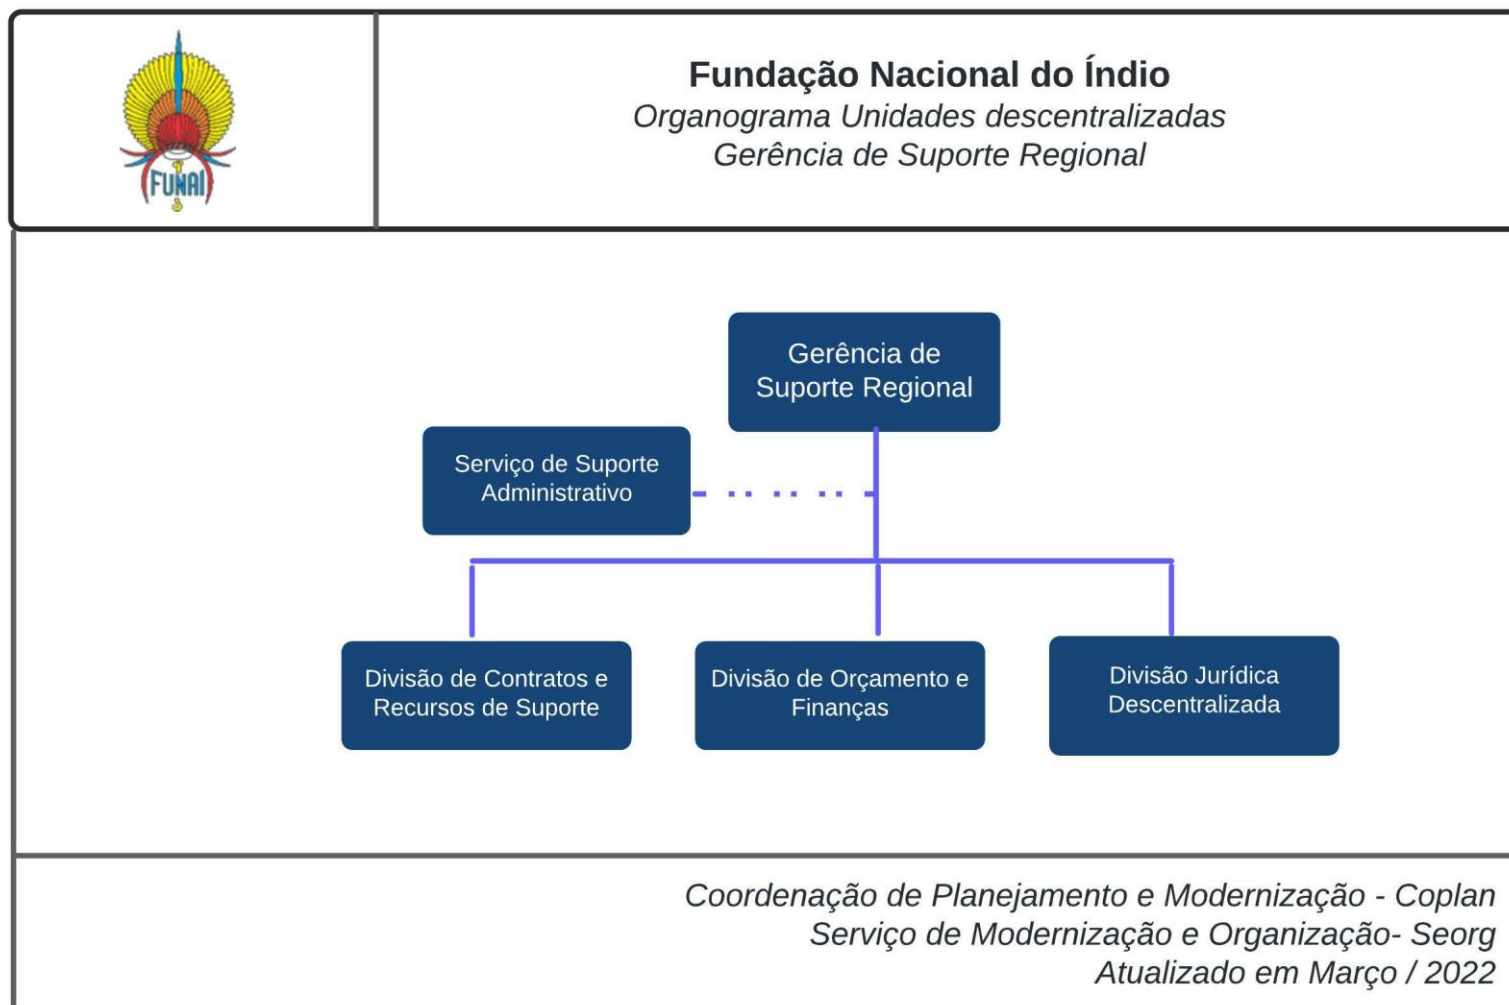 FUNAI
Fundação Nacional do Índio
Organograma Unidades descentralizadas
Gerência de Suporte Regional
Gerência de
Suporte Regional
Serviço de Suporte
Administrativo
Divisão de Contratos e
Recursos de Suporte
Divisão de Orçamento e
Finanças
Divisão Jurídica
Descentralizada
Coordenação de Planejamento e Modernização - Coplan
Serviço de Modernização e Organização- Seorg
Atualizado em Março / 2022